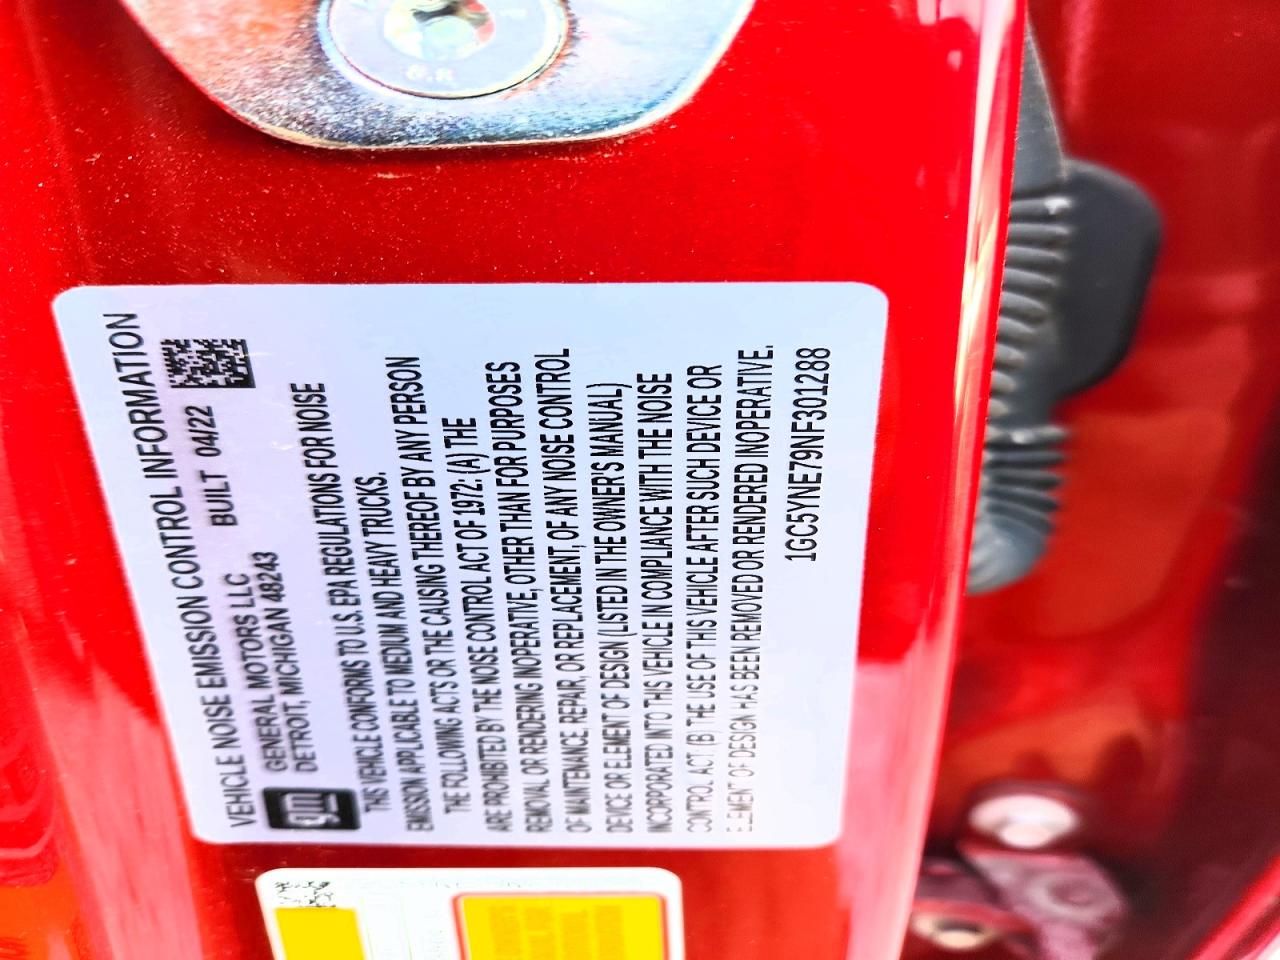 VEHICLE NOISE EMISSION CONTROL INFORMATION
gm
GENERAL MOTORS LLC BUILT 04/22
DETROIT, MICHIGAN 48243
THIS VEHICLE CONFORMS TO U.S. EPA REGULATIONS FOR NOISE
EMISSION APPLICABLE TO MEDIUM AND HEAVY TRUCKS.
THE FOLLOWING ACTS OR THE CAUSING THEREOF BY ANY PERSON
ARE PROHIBITED BY THE NOISE CONTROL ACT OF 1972: (A) THE
REMOVAL OR RENDERING INOPERATIVE, OTHER THAN FOR PURPOSES
OF MAINTENANCE, REPAIR, OR REPLACEMENT, OF ANY NOISE CONTROL
DEVICE OR ELEMENT OF DESIGN (LISTED IN THE OWNER'S MANUAL)
INCORPORATED INTO THIS VEHICLE IN COMPLIANCE WITH THE NOISE
CONTROL ACT; (B) THE USE OF THIS VEHICLE AFTER SUCH DEVICE OR
ELEMENT OF DESIGN HAS BEEN REMOVED OR RENDERED INOPERATIVE.
1GC5YNE79NF301288